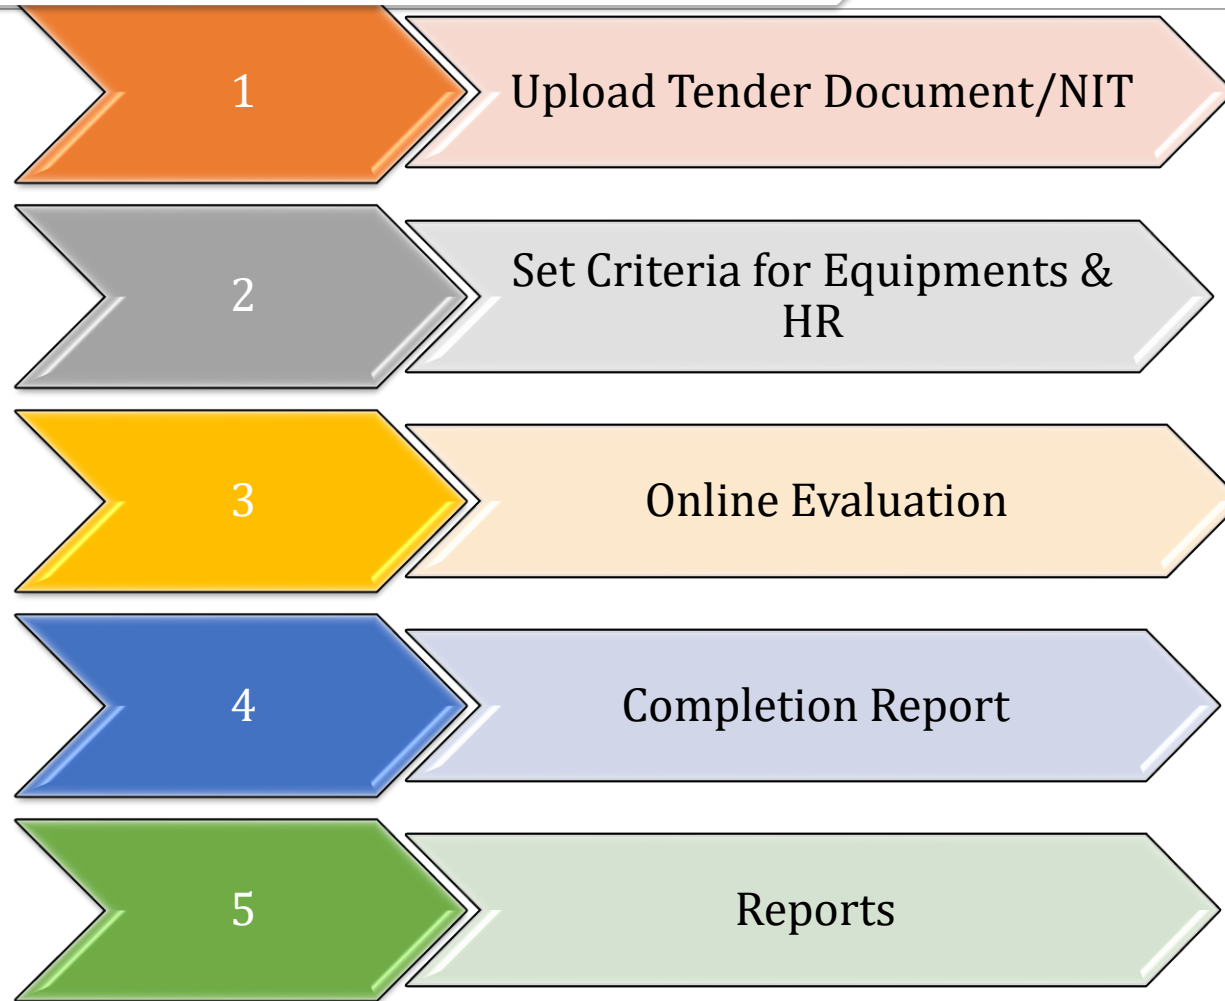 1
Upload Tender Document/NIT
2
Set Criteria for Equipments &
HR
3
Online Evaluation
4
Completion Report
5
Reports